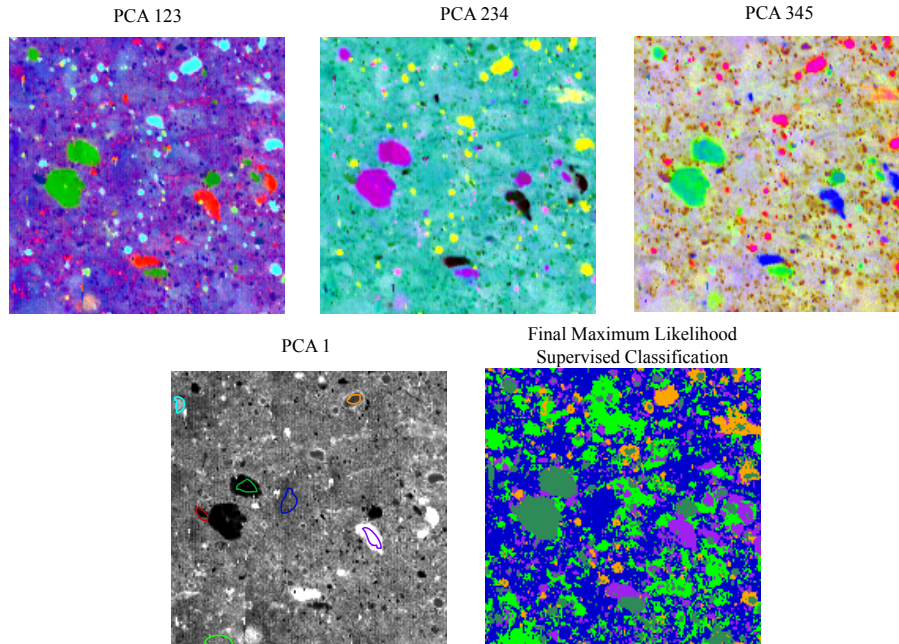 PCA 123
PCA 234
PCA 345
PCA 1
Final Maximum Likelihood
Supervised Classification